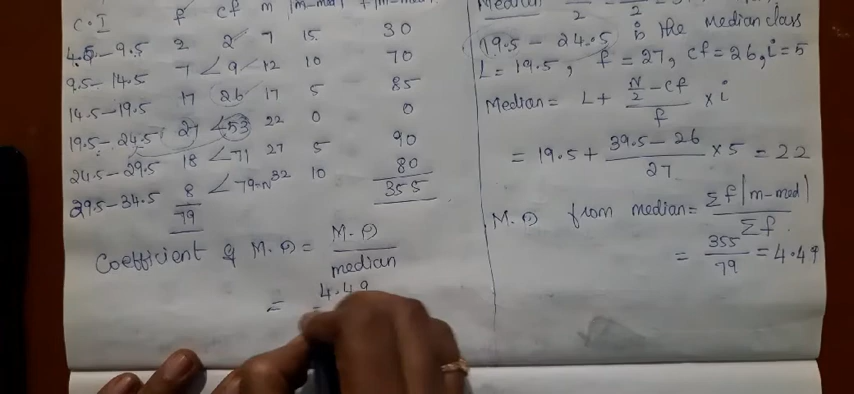 C.I f cf m |m-med| f|m-med|
4.5-9.5 2 2 7 15 30
9.5-14.5 7 9 12 10 70
14.5-19.5 17 26 17 5 85
19.5-24.5 27 53 22 0 0
24.5-29.5 18 71 27 5 90
29.5-34.5 8 79=N 32 10 80
79 355
Coefficient of M.D = M.D / median
= 4.49
19.5-24.5 is the median class
L=19.5, f=27, cf=26, i=5
Median = L + (N/2 - cf)/f × i
= 19.5 + (39.5-26)/27 × 5 = 22
M.D from median = Σf|m-med| / Σf
= 355/79 = 4.49